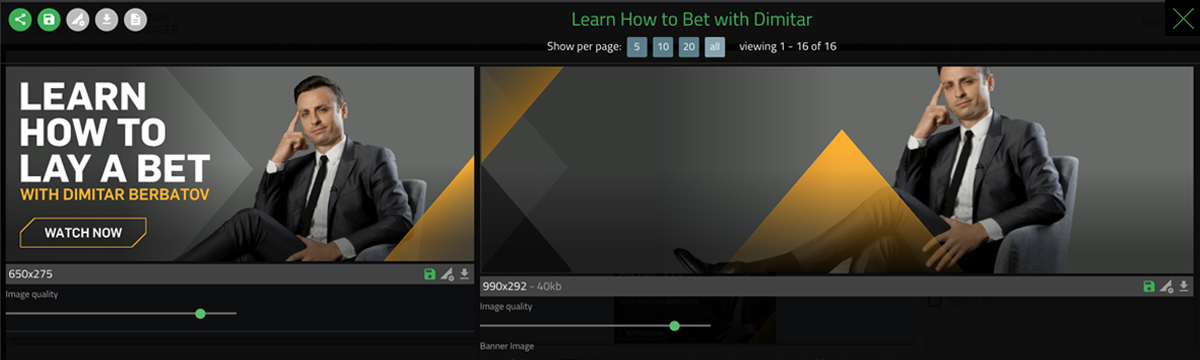 Learn How to Bet with Dimitar
Show per page: 5 10 20 all viewing 1 - 16 of 16
LEARN
HOW TO
LAY A BET
WITH DIMITAR BERBATOV
WATCH NOW
650x275
Image quality
990x292 - 40kb
Image quality
Banner Image